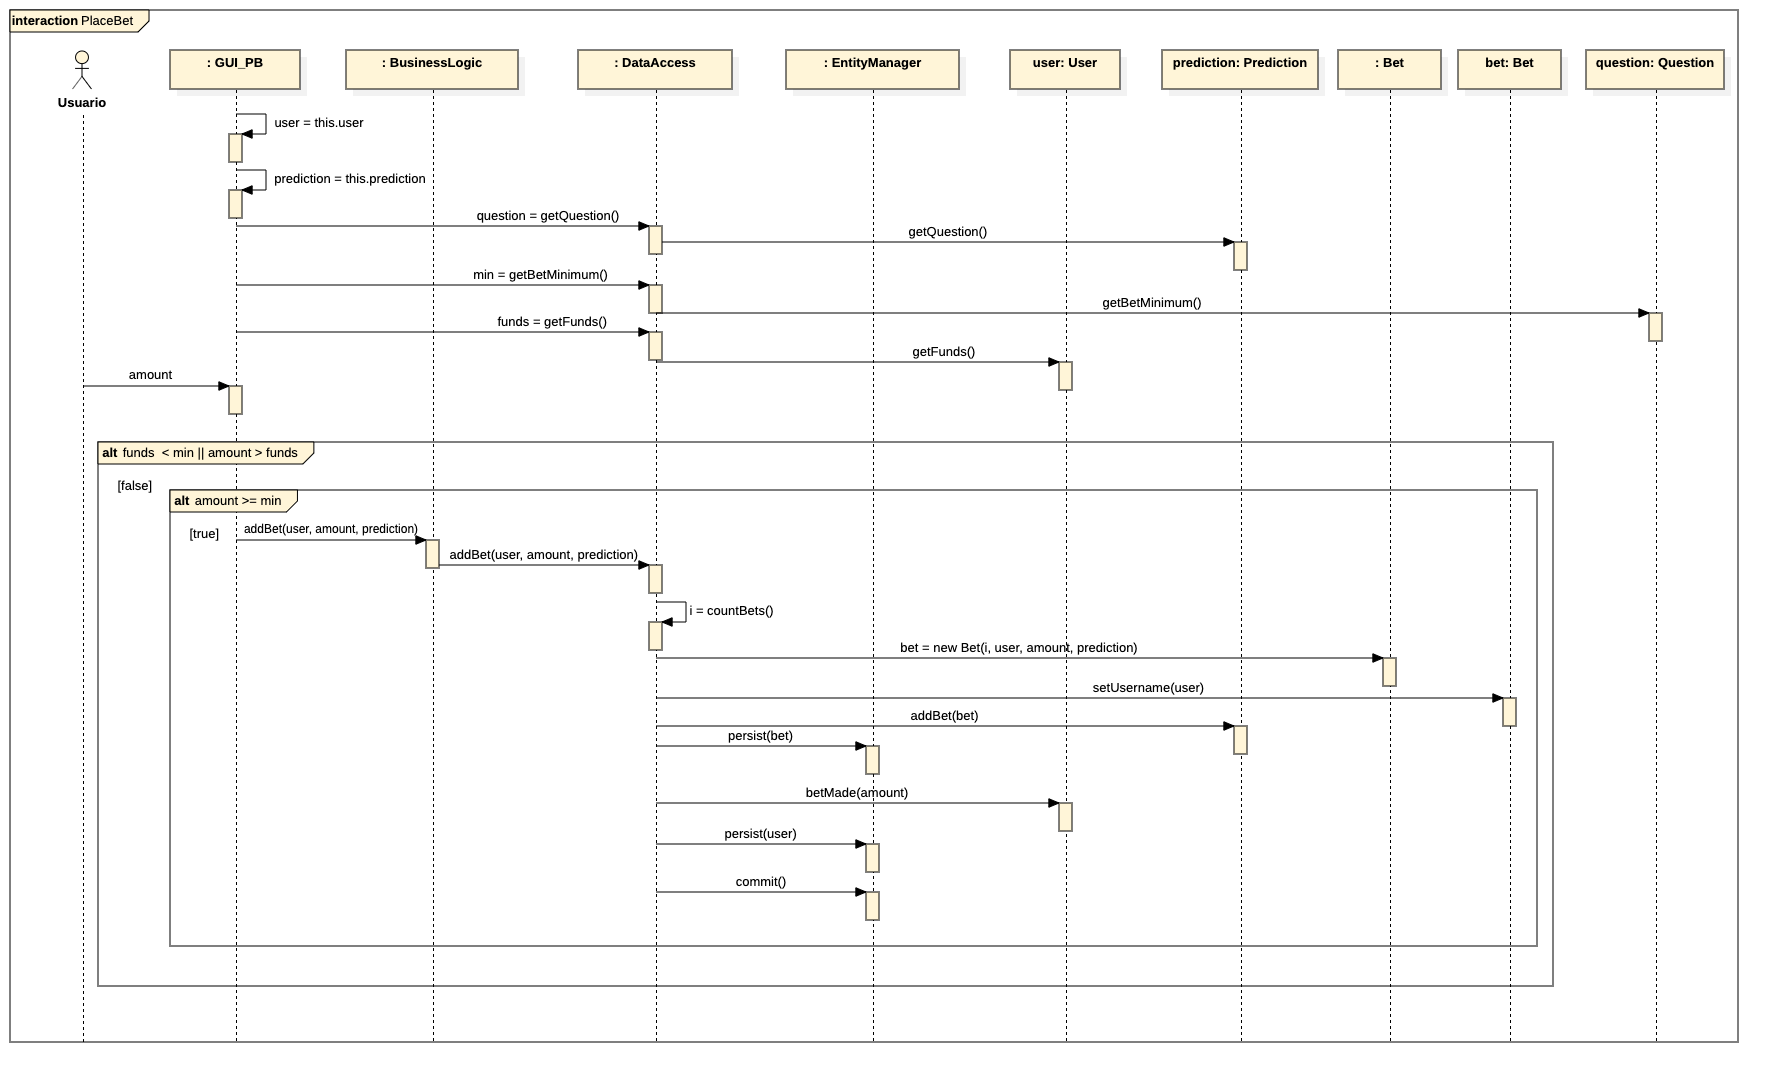 interaction PlaceBet
: GUI_PB
: BusinessLogic
: DataAccess
: EntityManager
user: User
prediction: Prediction
: Bet
bet: Bet
question: Question
Usuario
user = this.user
prediction = this.prediction
question = getQuestion()
getQuestion()
min = getBetMinimum()
getBetMinimum()
funds = getFunds()
getFunds()
amount
alt funds < min || amount > funds
[false]
alt amount >= min
[true]
addBet(user, amount, prediction)
addBet(user, amount, prediction)
i = countBets()
bet = new Bet(i, user, amount, prediction)
setUsername(user)
addBet(bet)
persist(bet)
betMade(amount)
persist(user)
commit()